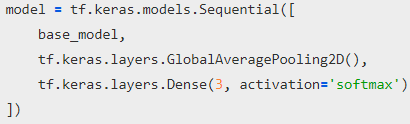 model = tf.keras.models.Sequential([
    base_model,
    tf.keras.layers.GlobalAveragePooling2D(),
    tf.keras.layers.Dense(3, activation='softmax')
])